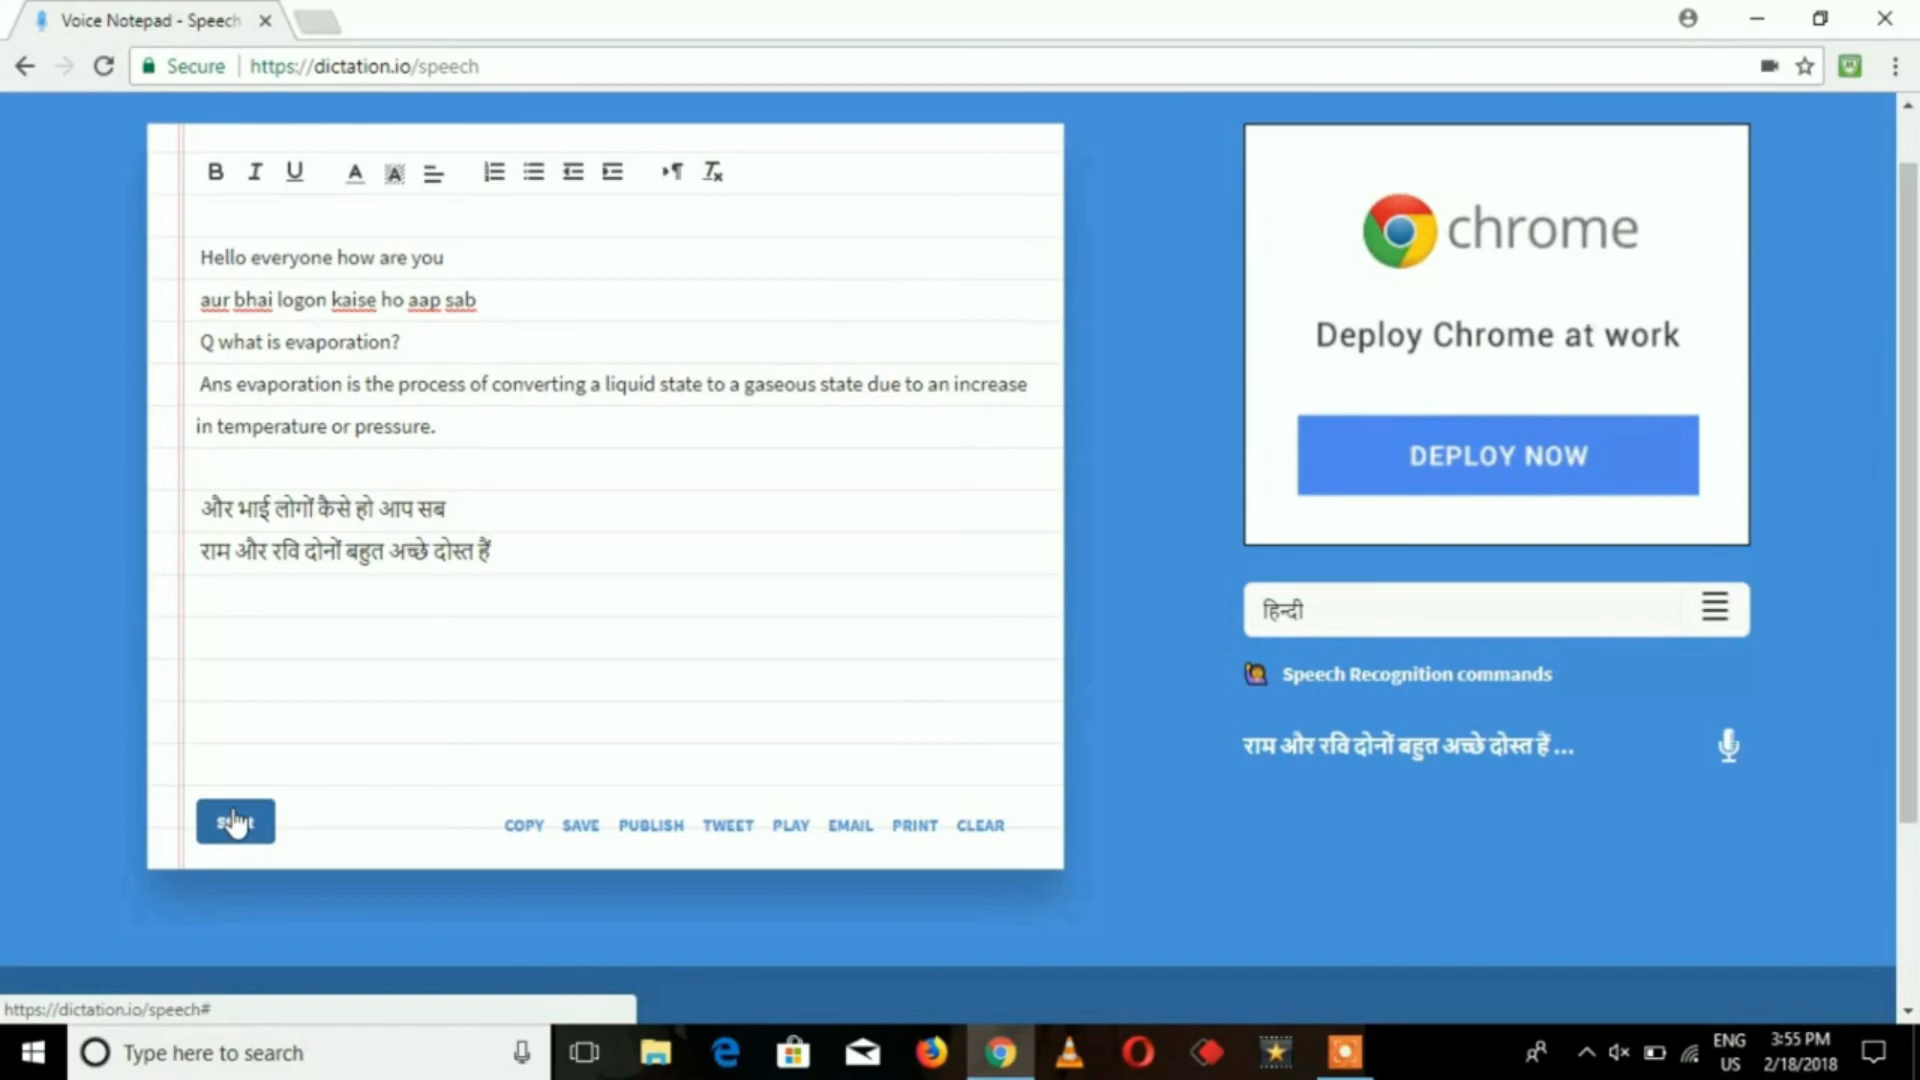 Voice Notepad - Speech
Secure
https://dictation.io/speech
Hello everyone how are you
aur bhai logon kaise ho aap sab
Q what is evaporation?
Ans evaporation is the process of converting a liquid state to a gaseous state due to an increase
in temperature or pressure.
और भाई लोगों कैसे हो आप सब
राम और रवि दोनों बहुत अच्छे दोस्त हैं
COPY SAVE PUBLISH TWEET PLAY EMAIL PRINT CLEAR
chrome
Deploy Chrome at work
DEPLOY NOW
हिन्दी
Speech Recognition commands
राम और रवि दोनों बहुत अच्छे दोस्त हैं ...
https://dictation.io/speech#
Type here to search
ENG
US
3:55 PM
2/18/2018